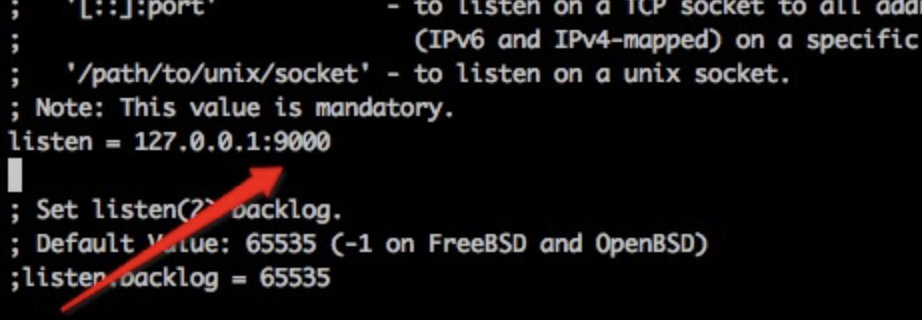 ; '[::]:port' - to listen on a TCP socket to all
; (IPv6 and IPv4-mapped) on a specific
; '/path/to/unix/socket' - to listen on a unix socket.
; Note: This value is mandatory.
listen = 127.0.0.1:9000
; Set listen(2) backlog.
; Default Value: 65535 (-1 on FreeBSD and OpenBSD)
;listen.backlog = 65535